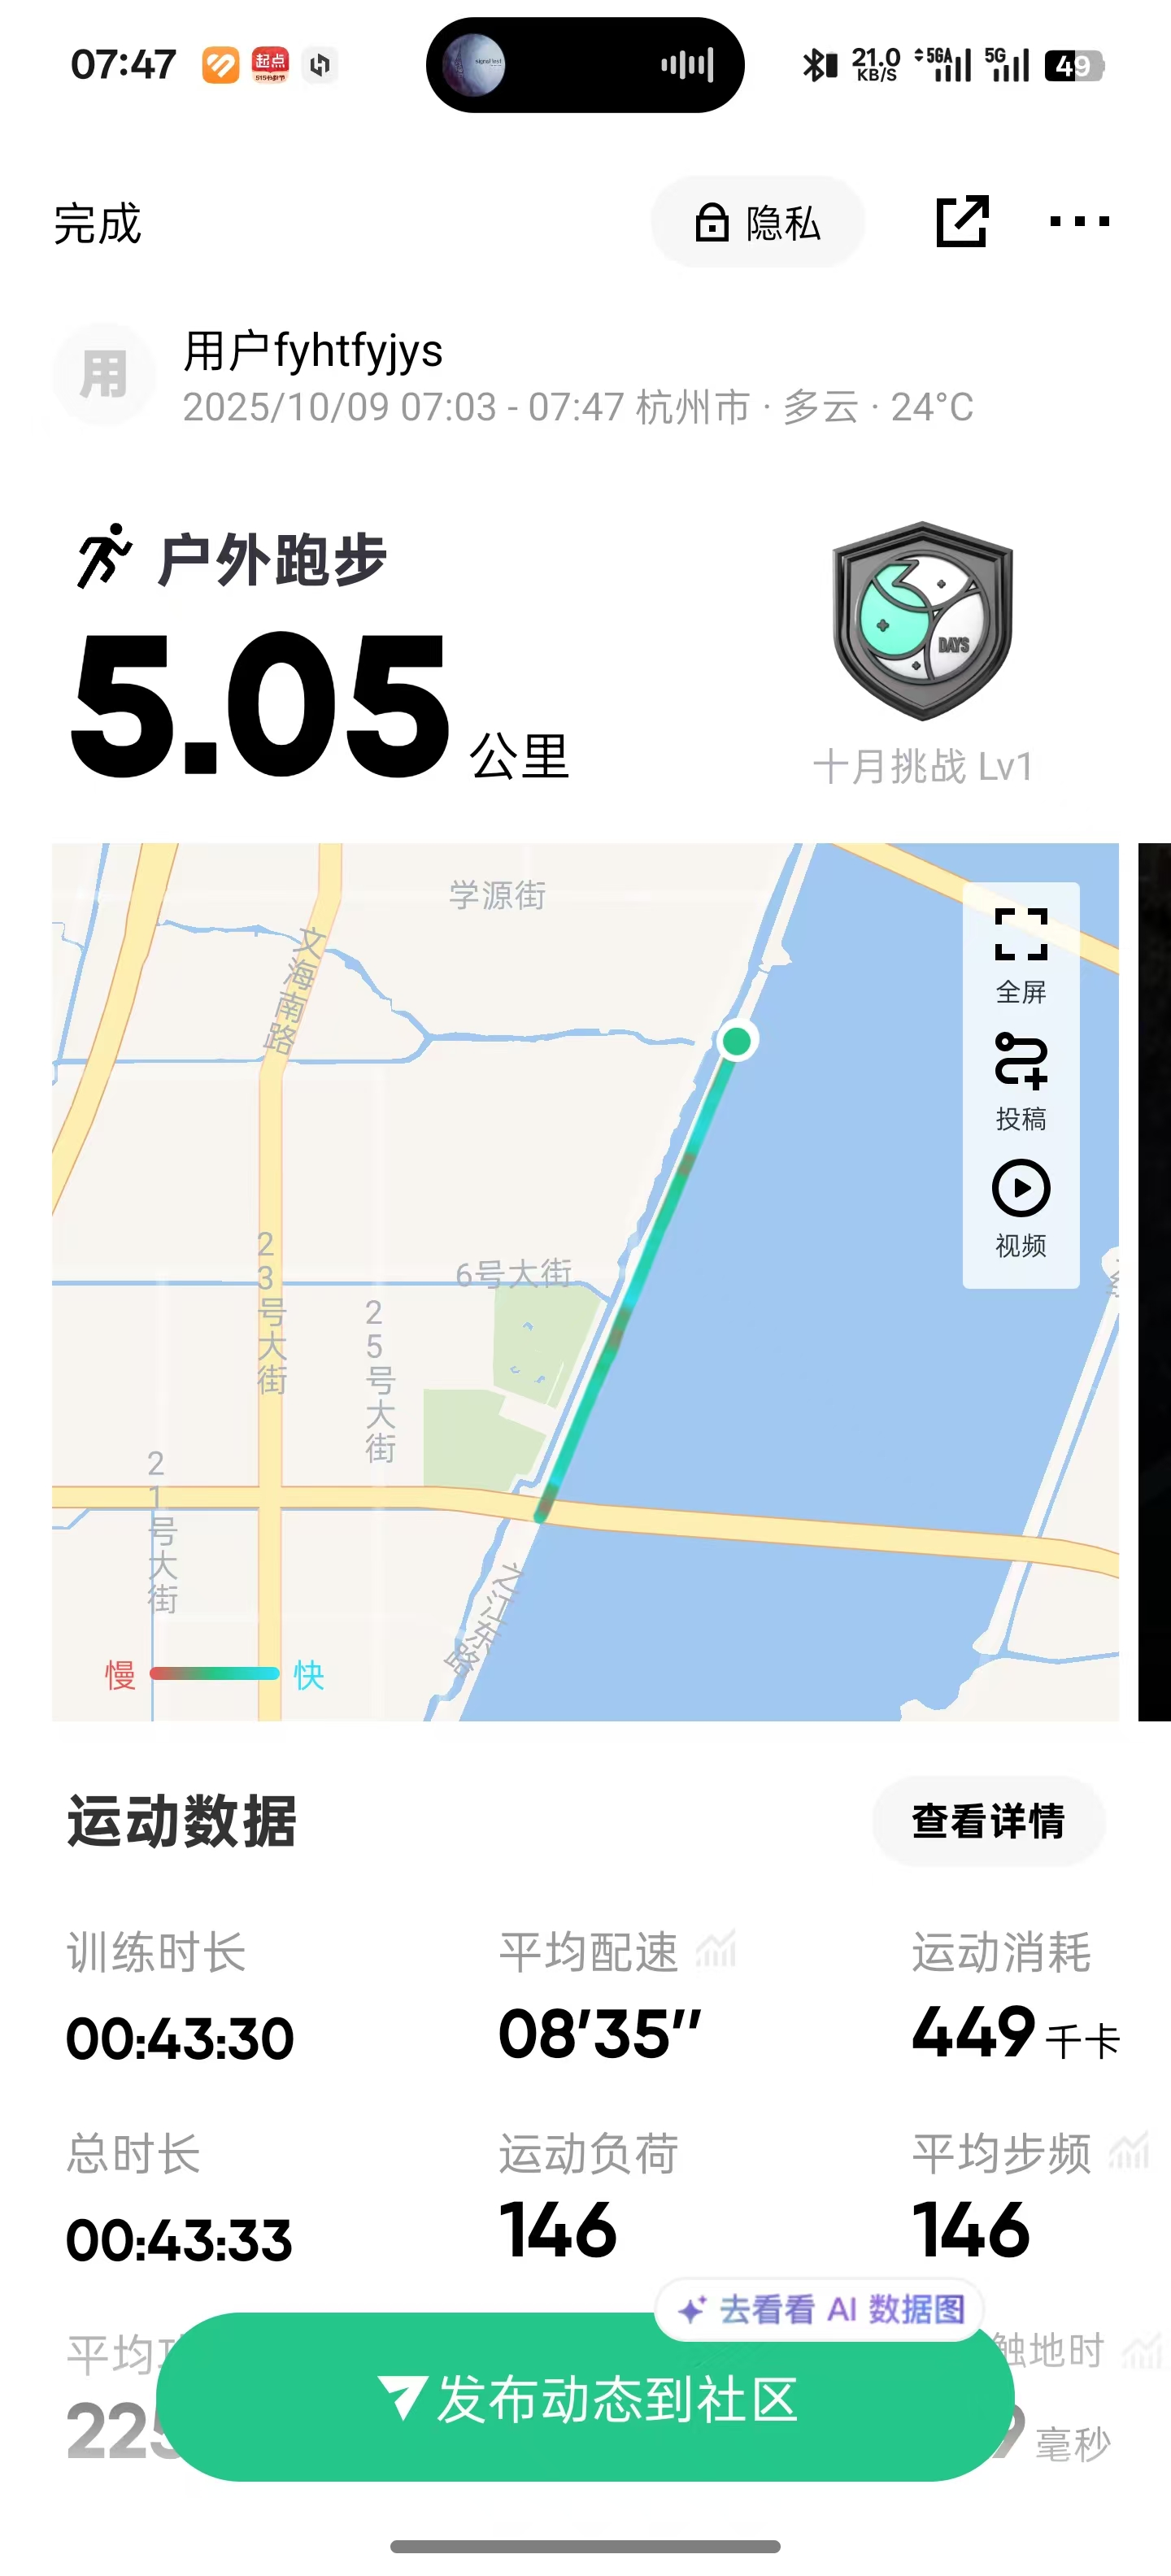 07:47
起点
21.0
KB/S
5GA
5G
49
完成
隐私
用
用户fyhtfyjys
2025/10/09 07:03 - 07:47 杭州市 · 多云 · 24°C
户外跑步
5.05 公里
DAYS
十月挑战 Lv1
学源街
文海南路
全屏
投稿
视频
6号大街
23号大街
25号大街
21号大街
之江东路
慢
快
运动数据
查看详情
训练时长
平均配速
运动消耗
00:43:30
08'35''
449 千卡
总时长
运动负荷
平均步频
00:43:33
146
146
去看看 AI 数据图
平均
触地时
发布动态到社区
225
毫秒